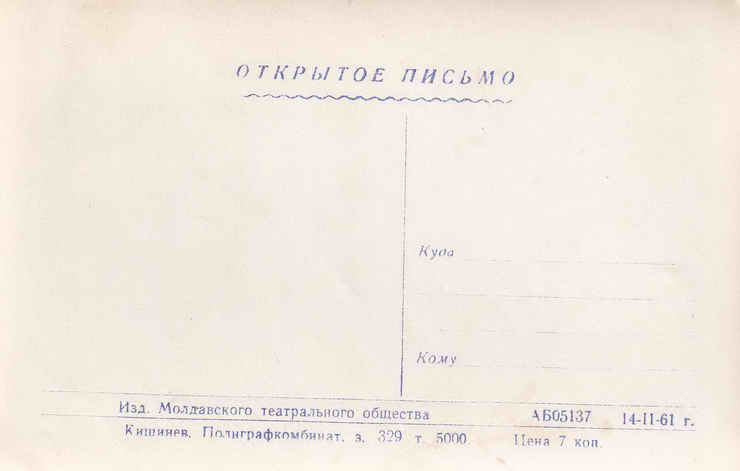 ОТКРЫТОЕ ПИСЬМО
Куда
Кому
Изд. Молдавского театрального общества АБ05137 14-II-61 г.
Кишинев, Полиграфкомбинат, з. 329 т. 5000 Цена 7 коп.